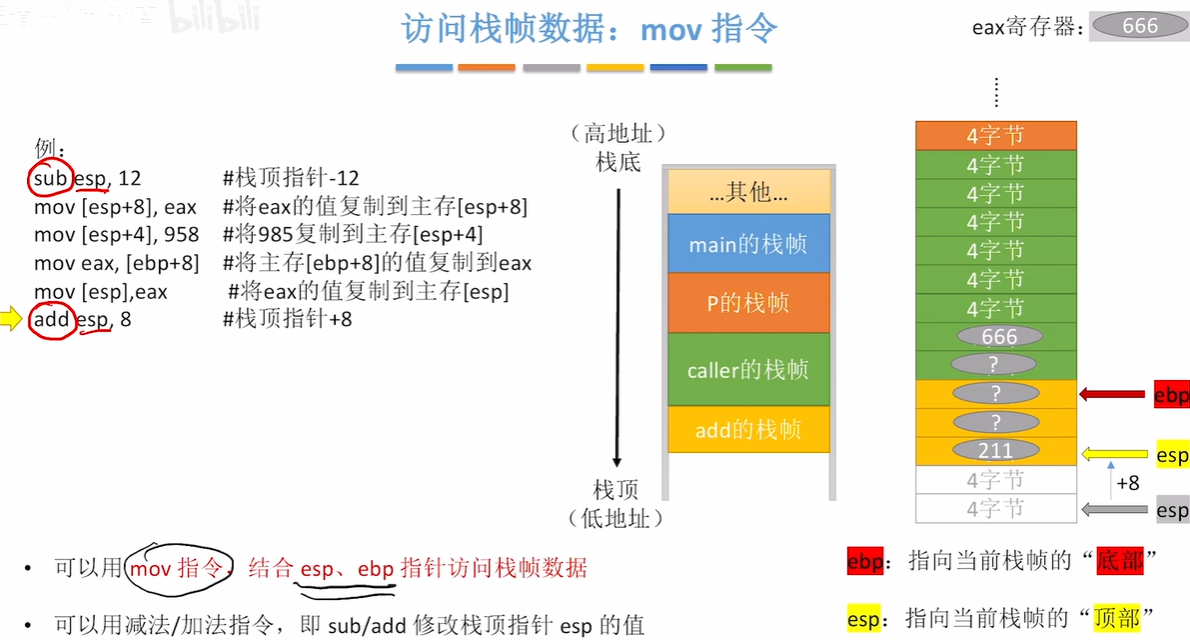 bilibili
访问栈帧数据：mov 指令
eax寄存器：666
例：
sub esp, 12 #栈顶指针-12
mov [esp+8], eax #将eax的值复制到主存[esp+8]
mov [esp+4], 958 #将985复制到主存[esp+4]
mov eax, [ebp+8] #将主存[ebp+8]的值复制到eax
mov [esp],eax #将eax的值复制到主存[esp]
add esp, 8 #栈顶指针+8
（高地址）
栈底
...其他...
main的栈帧
P的栈帧
caller的栈帧
add的栈帧
栈顶
（低地址）
4字节
4字节
4字节
4字节
4字节
4字节
4字节
666
?
? ebp
?
211 esp
4字节 +8
4字节 esp
• 可以用 mov 指令，结合 esp、ebp 指针访问栈帧数据
• 可以用减法/加法指令，即 sub/add 修改栈顶指针 esp 的值
ebp：指向当前栈帧的“底部”
esp：指向当前栈帧的“顶部”